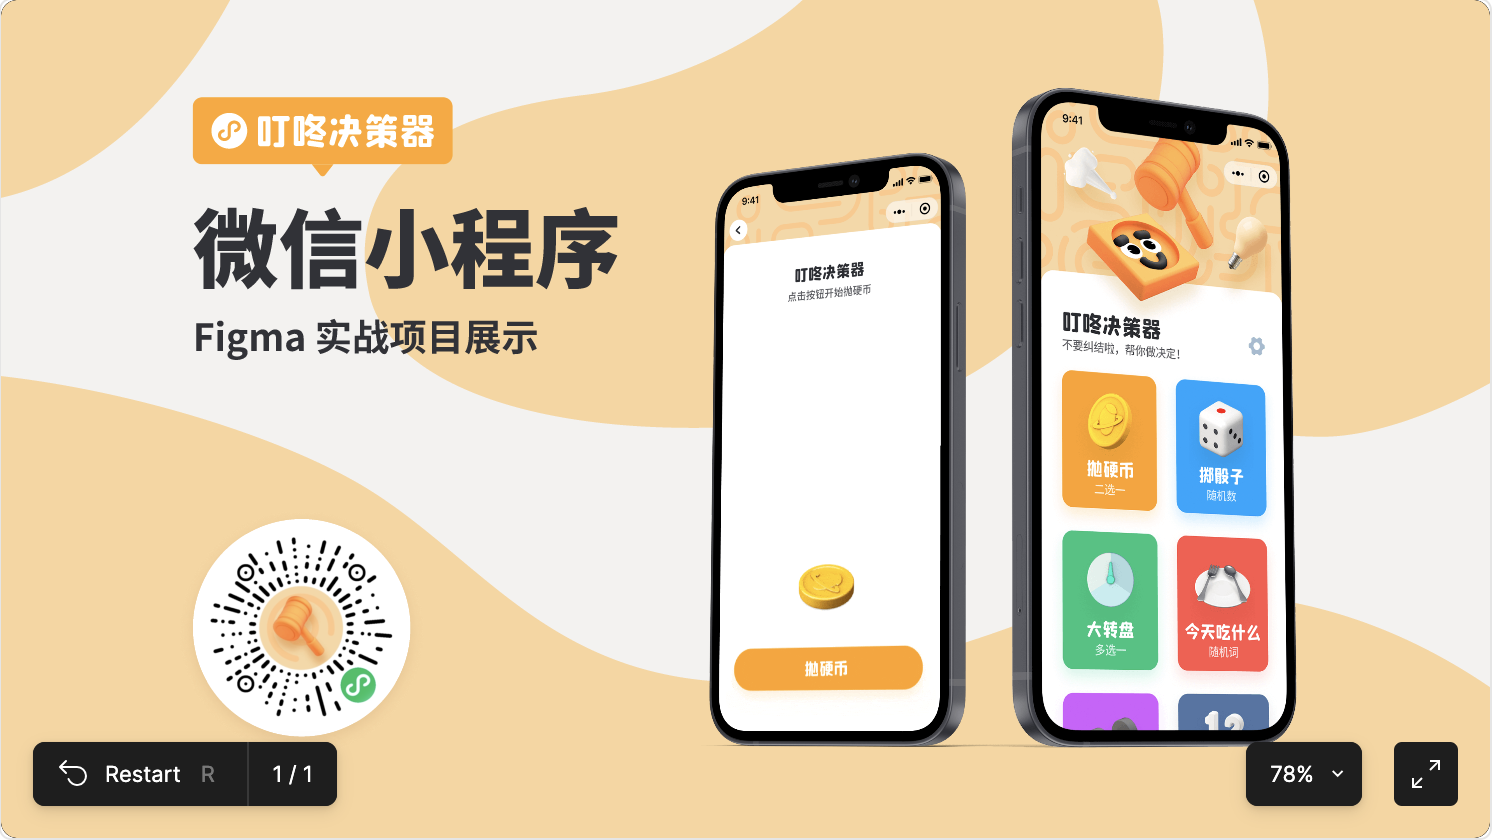 叮咚决策器
微信小程序
Figma 实战项目展示
9:41
叮咚决策器
点击按钮开始抛硬币
抛硬币
9:41
叮咚决策器
不要纠结啦，帮你做决定！
抛硬币
二选一
掷骰子
随机数
大转盘
多选一
今天吃什么
随机词
12
Restart R
1 / 1
78%